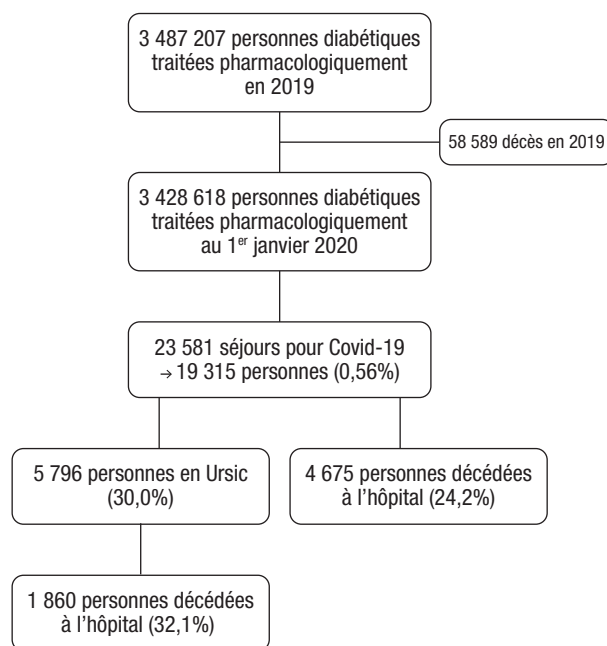 3 487 207 personnes diabétiques
traitées pharmacologiquement
en 2019
58 589 décès en 2019
3 428 618 personnes diabétiques
traitées pharmacologiquement
au 1er janvier 2020
23 581 séjours pour Covid-19
→ 19 315 personnes (0,56%)
5 796 personnes en Ursic
(30,0%)
4 675 personnes décédées
à l’hôpital (24,2%)
1 860 personnes décédées
à l’hôpital (32,1%)